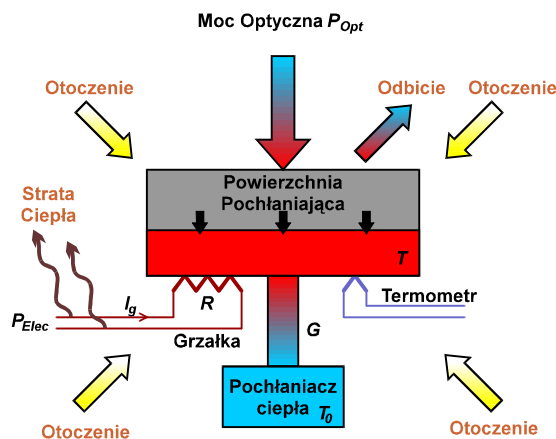 Moc Optyczna P_Opt
Otoczenie
Odbicie
Otoczenie
Powierzchnia
Pochłaniająca
Strata
Ciepła
T
I_g
R
Termometr
P_Elec
Grzałka
G
Pochłaniacz
ciepła T_0
Otoczenie
Otoczenie